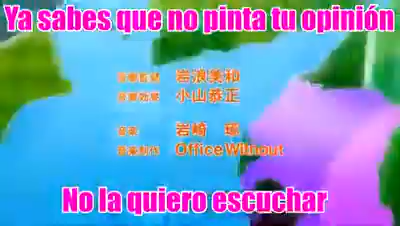 Ya sabes que no pinta tu opinión
音響監督 岩浪美和
音響効果 小山恭正
音楽 岩崎 琢
音楽制作 Office Without
No la quiero escuchar